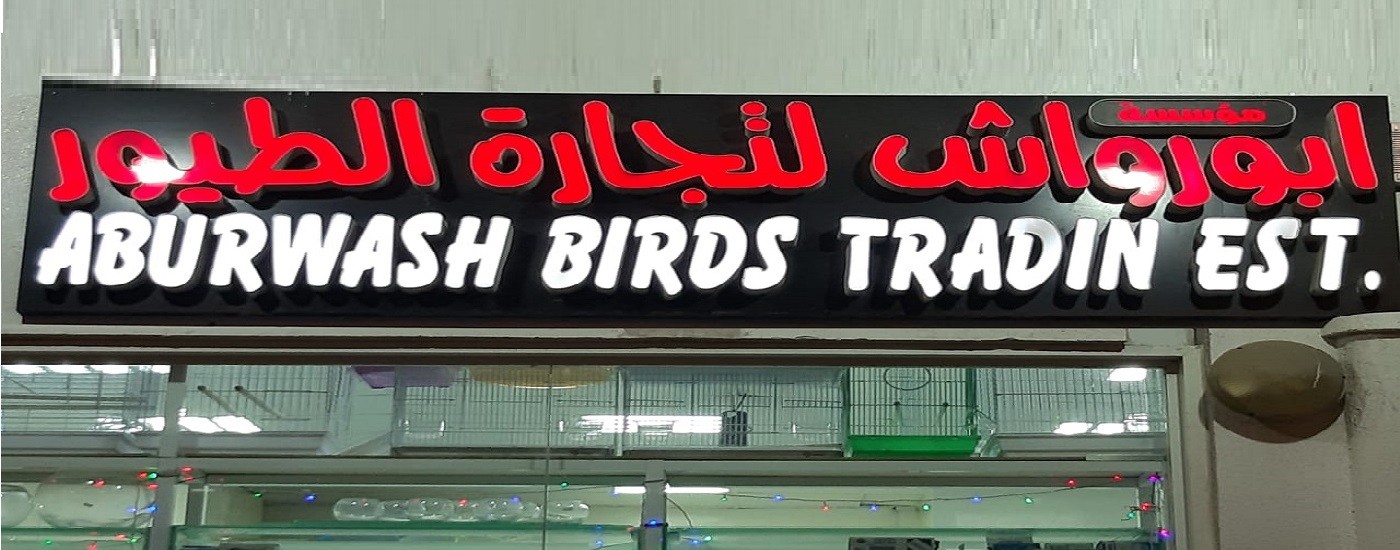 مؤسسة
ابورواش لتجارة الطيور
ABURWASH BIRDS TRADIN EST.